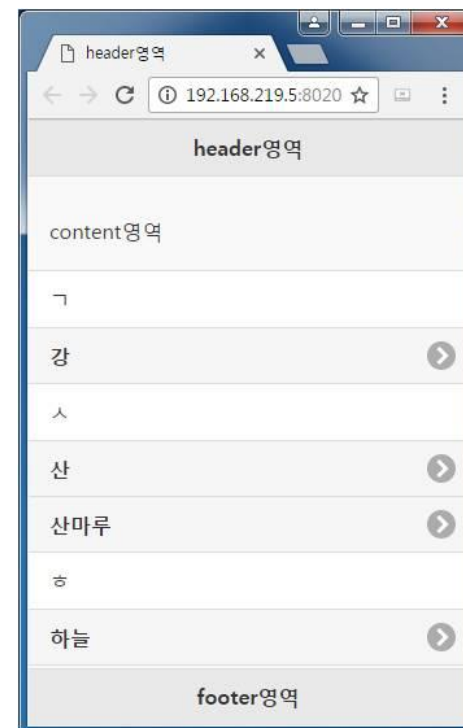 header영역
192.168.219.5:8020
header영역
content영역
ㄱ
강
ㅅ
산
산마루
ㅎ
하늘
footer영역